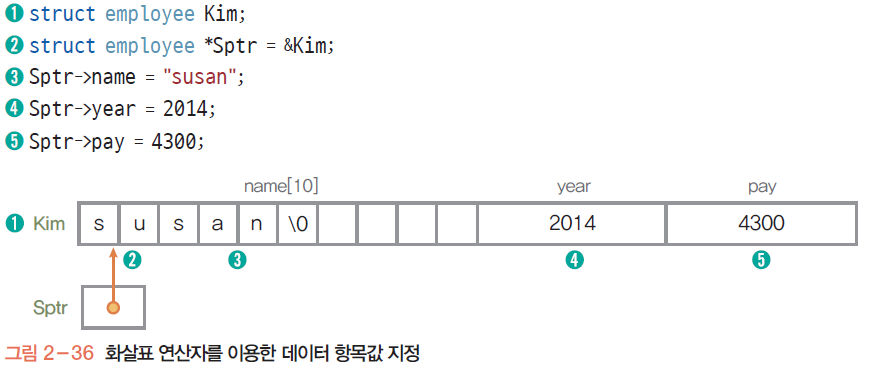 ❶ struct employee Kim;
❷ struct employee *Sptr = &Kim;
❸ Sptr->name = "susan";
❹ Sptr->year = 2014;
❺ Sptr->pay = 4300;
name[10] year pay
❶ Kim s u s a n \0 2014 4300
❷ ❸ ❹ ❺
Sptr
그림 2-36 화살표 연산자를 이용한 데이터 항목값 지정